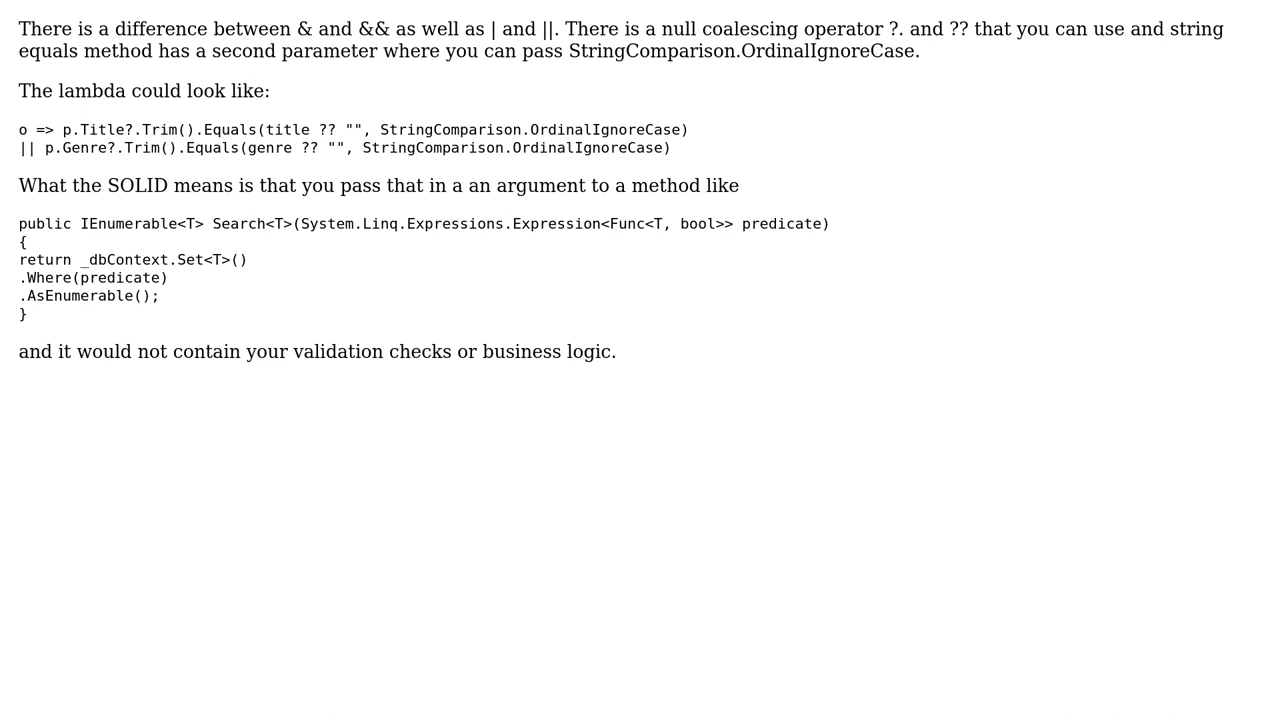 There is a difference between & and && as well as | and ||. There is a null coalescing operator ?. and ?? that you can use and string
equals method has a second parameter where you can pass StringComparison.OrdinalIgnoreCase.
The lambda could look like:
o => p.Title?.Trim().Equals(title ?? "", StringComparison.OrdinalIgnoreCase)
|| p.Genre?.Trim().Equals(genre ?? "", StringComparison.OrdinalIgnoreCase)
What the SOLID means is that you pass that in a an argument to a method like
public IEnumerable<T> Search<T>(System.Linq.Expressions.Expression<Func<T, bool>> predicate)
{
return _dbContext.Set<T>()
.Where(predicate)
.AsEnumerable();
}
and it would not contain your validation checks or business logic.